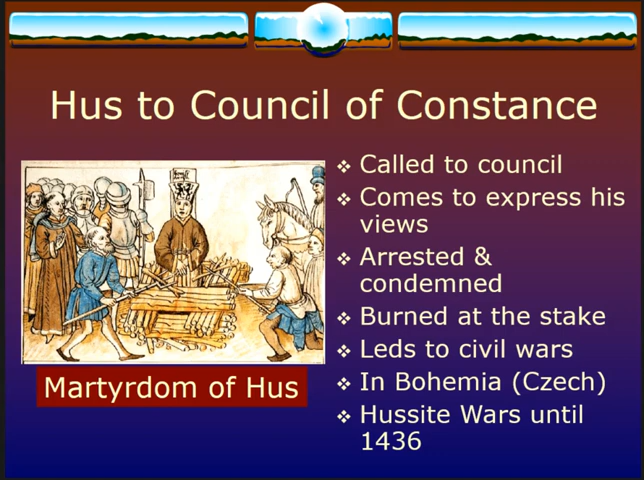 Hus to Council of Constance
❖ Called to council
❖ Comes to express his
views
❖ Arrested &
condemned
❖ Burned at the stake
❖ Leds to civil wars
❖ In Bohemia (Czech)
❖ Hussite Wars until
1436
Martyrdom of Hus